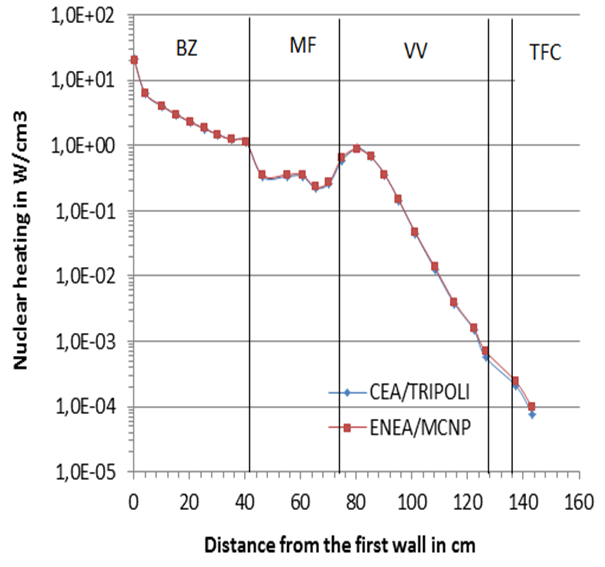 1,0E+02
BZ MF VV TFC
1,0E+01
1,0E+00
1,0E-01
1,0E-02
1,0E-03
1,0E-04
1,0E-05
Nuclear heating in W/cm3
CEA/TRIPOLI
ENEA/MCNP
0 20 40 60 80 100 120 140 160
Distance from the first wall in cm